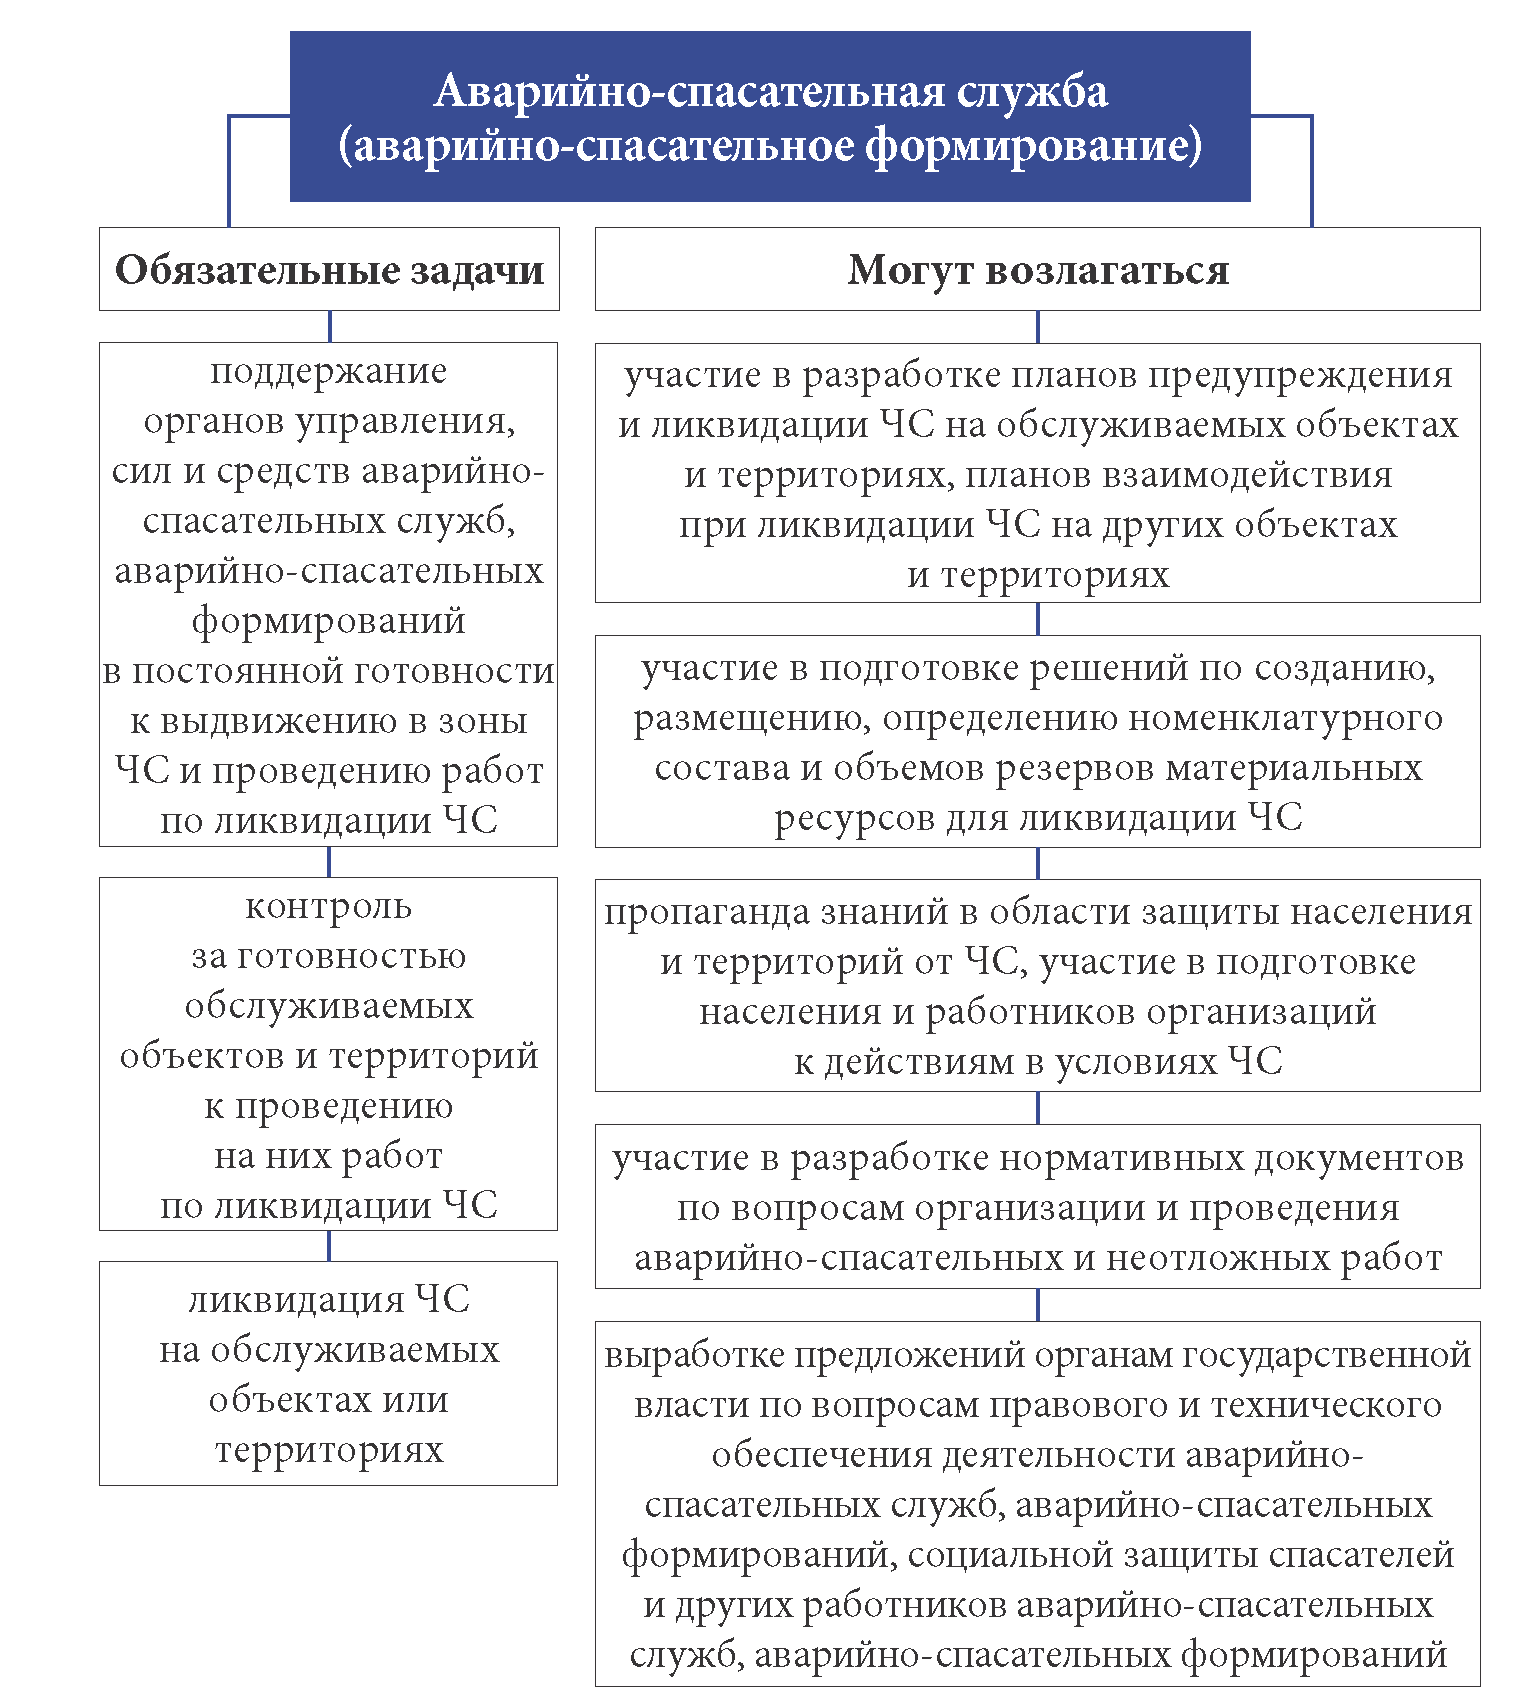 Аварийно-спасательная служба
(аварийно-спасательное формирование)
Обязательные задачи
поддержание
органов управления,
сил и средств аварийно-
спасательных служб,
аварийно-спасательных
формирований
в постоянной готовности
к выдвижению в зоны
ЧС и проведению работ
по ликвидации ЧС
контроль
за готовностью
обслуживаемых
объектов и территорий
к проведению
на них работ
по ликвидации ЧС
ликвидация ЧС
на обслуживаемых
объектах или
территориях
Могут возлагаться
участие в разработке планов предупреждения
и ликвидации ЧС на обслуживаемых объектах
и территориях, планов взаимодействия
при ликвидации ЧС на других объектах
и территориях
участие в подготовке решений по созданию,
размещению, определению номенклатурного
состава и объемов резервов материальных
ресурсов для ликвидации ЧС
пропаганда знаний в области защиты населения
и территорий от ЧС, участие в подготовке
населения и работников организаций
к действиям в условиях ЧС
участие в разработке нормативных документов
по вопросам организации и проведения
аварийно-спасательных и неотложных работ
выработке предложений органам государственной
власти по вопросам правового и технического
обеспечения деятельности аварийно-
спасательных служб, аварийно-спасательных
формирований, социальной защиты спасателей
и других работников аварийно-спасательных
служб, аварийно-спасательных формирований